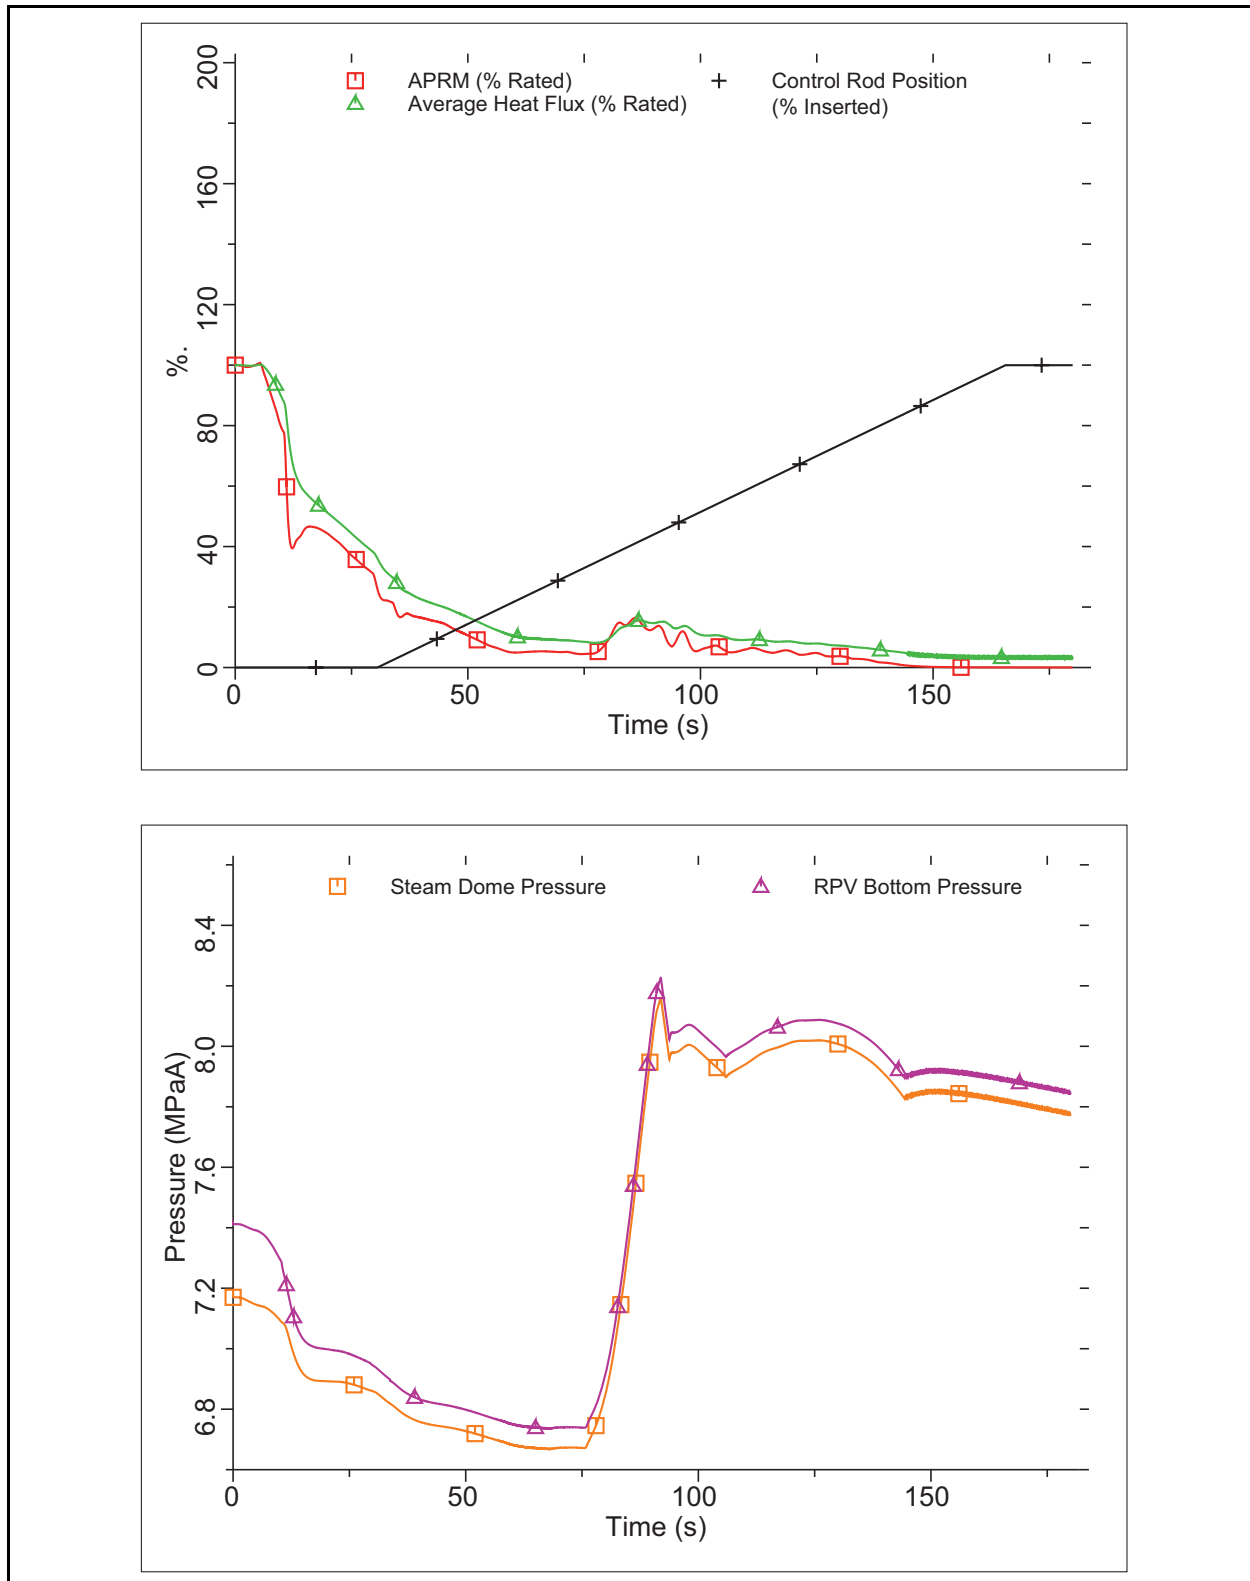 200
160
120
80
40
0
%.
APRM (% Rated)
Average Heat Flux (% Rated)
Control Rod Position
(% Inserted)
0 50 100 150
Time (s)
Steam Dome Pressure
RPV Bottom Pressure
8.4
8.0
7.6
7.2
6.8
Pressure (MPaA)
0 50 100 150
Time (s)